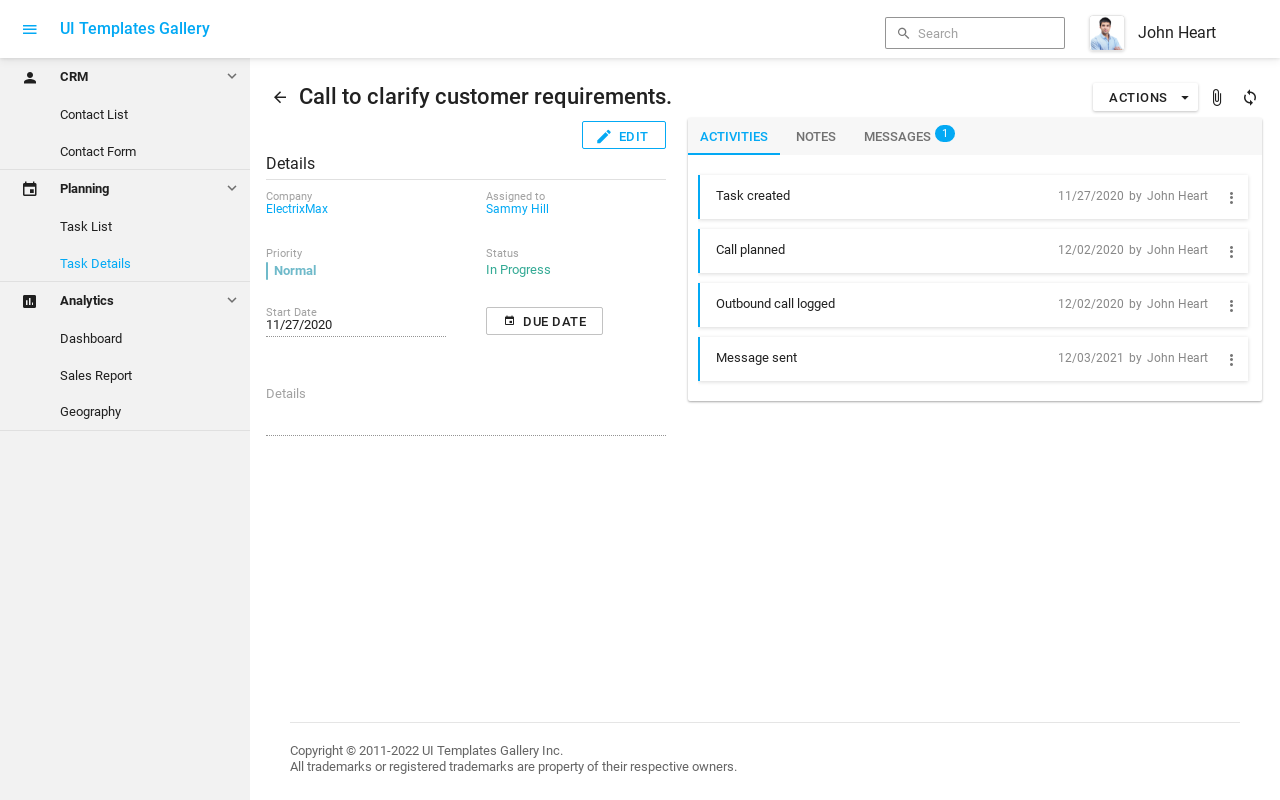 UI Templates Gallery
Search
John Heart
CRM
Contact List
Contact Form
Planning
Task List
Task Details
Analytics
Dashboard
Sales Report
Geography
Call to clarify customer requirements.
ACTIONS
EDIT
Details
Company
ElectrixMax
Assigned to
Sammy Hill
Priority
Normal
Status
In Progress
Start Date
11/27/2020
DUE DATE
Details
ACTIVITIES NOTES MESSAGES 1
Task created 11/27/2020 by John Heart
Call planned 12/02/2020 by John Heart
Outbound call logged 12/02/2020 by John Heart
Message sent 12/03/2021 by John Heart
Copyright © 2011-2022 UI Templates Gallery Inc.
All trademarks or registered trademarks are property of their respective owners.